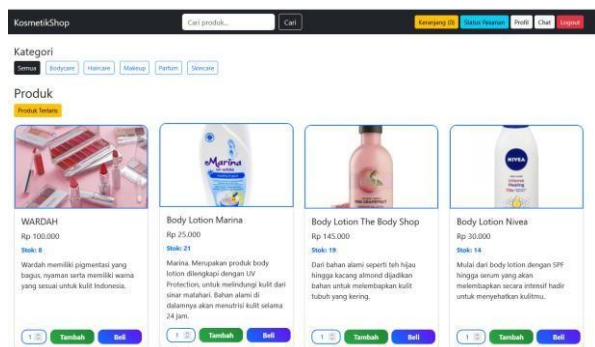 KosmetikShop
Cari produk...
Cari
Keranjang (0)
Status Pesanan
Profil
Chat
Logout
Kategori
Semua
Bodycare
Haircare
Makeup
Parfum
Skincare
Produk
Produk Terlaris
WARDAH
Rp 100.000
Stok: 8
Wardah memiliki pigmentasi yang
bagus, nyaman serta memiliki warna
yang sesuai untuk kulit Indonesia.
1
Tambah
Beli
Marina
Body Lotion Marina
Rp 25.000
Stok: 21
Marina. Merupakan produk body
lotion dilengkapi dengan UV
Protection, untuk melindungi kulit dari
sinar matahari. Bahan alami di
dalamnya akan menutrisi kulit selama
24 jam.
1
Tambah
Beli
Body Lotion The Body Shop
Rp 145.000
Stok: 19
Dari bahan alami seperti teh hijau
hingga kacang almond dijadikan
bahan untuk melembapkan kulit
tubuh yang kering.
1
Tambah
Beli
NIVEA
Body Lotion Nivea
Rp 30.000
Stok: 14
Mulai dari body lotion dengan SPF
hingga serum yang akan
melembapkan secara intensif hadir
untuk menyehatkan kulitmu.
1
Tambah
Beli